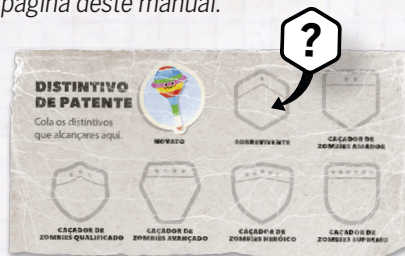 página deste manual.
?
DISTINTIVO
DE PATENTE
Cola os distintivos
que alcançares aqui.
NOVATO
SOBREVIVENTE
CAÇADOR DE
ZOMBIES AMADOR
CAÇADOR DE
ZOMBIES QUALIFICADO
CAÇADOR DE
ZOMBIES AVANÇADO
CAÇADOR DE
ZOMBIES HERÓICO
CAÇADOR DE
ZOMBIES SUPREMO